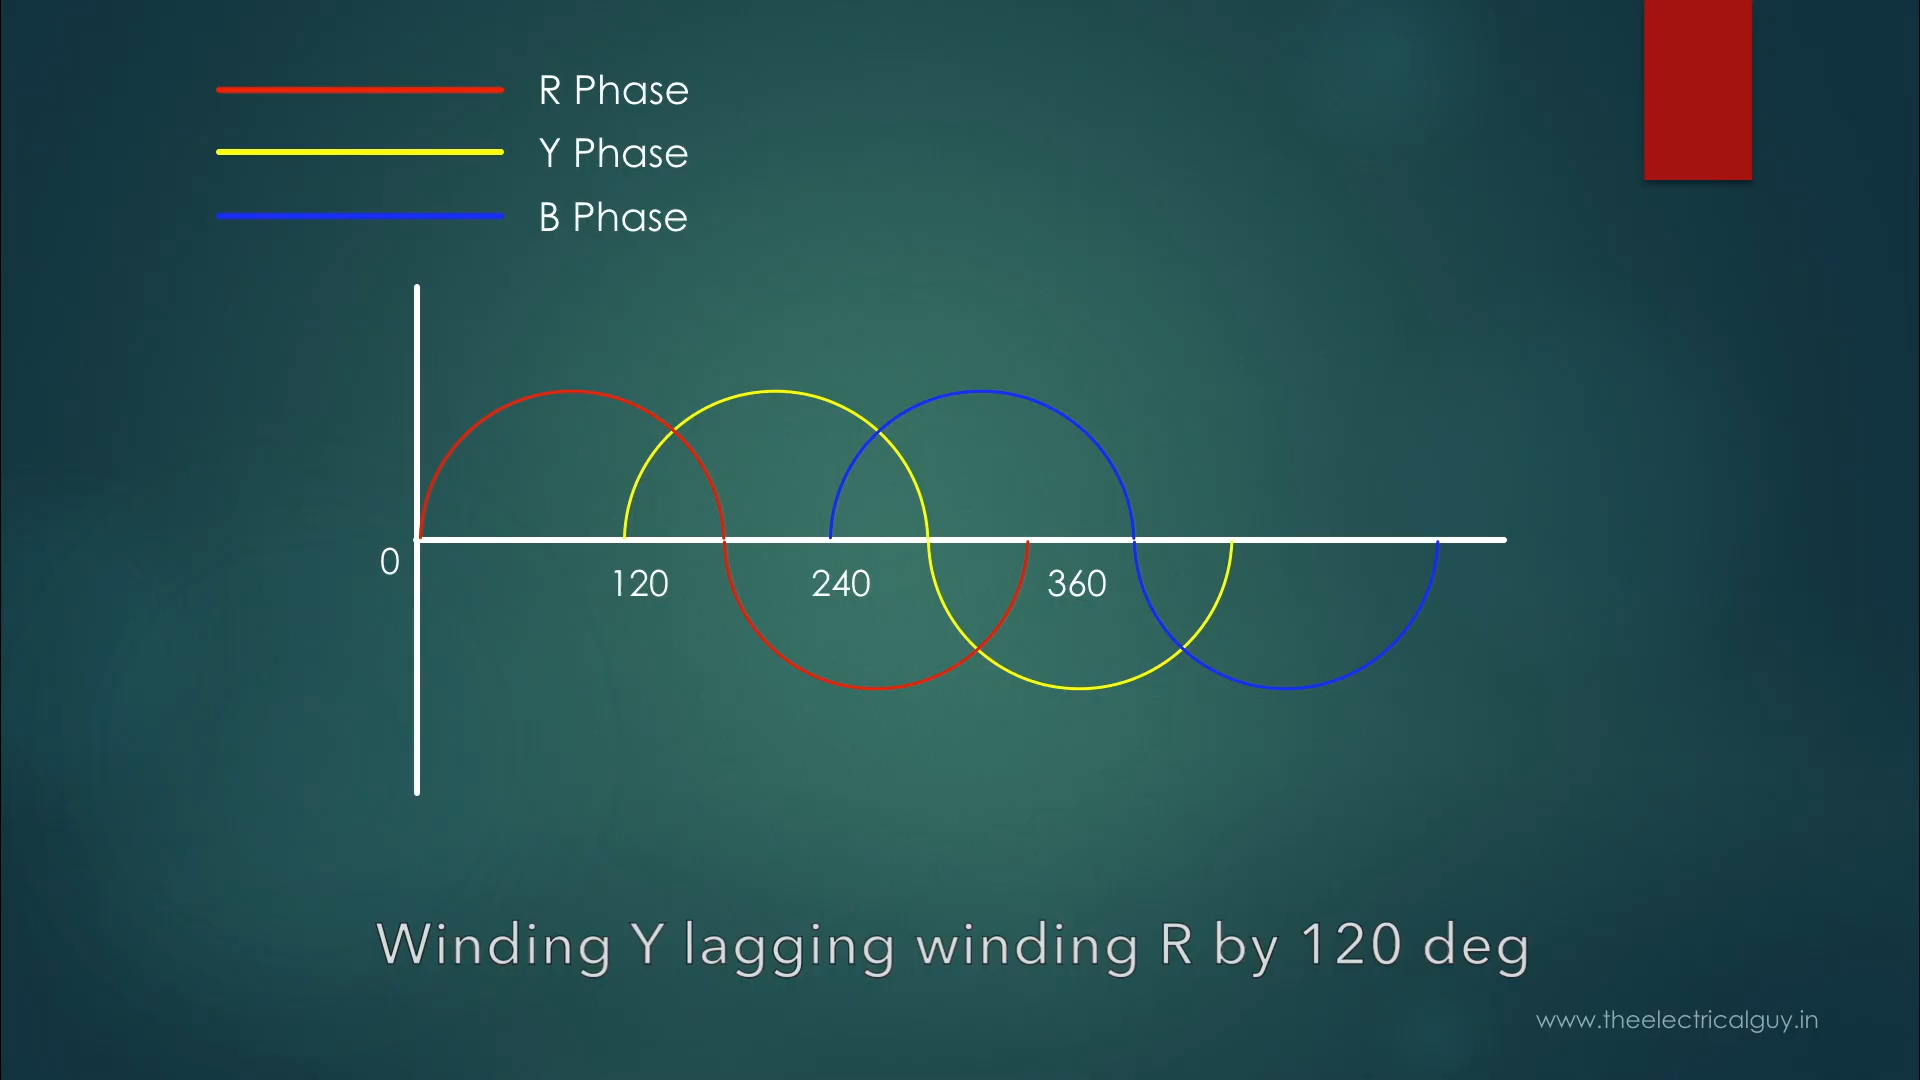 R Phase
Y Phase
B Phase
0
120 240 360
Winding Y lagging winding R by 120 deg
www.theelectricalguy.in